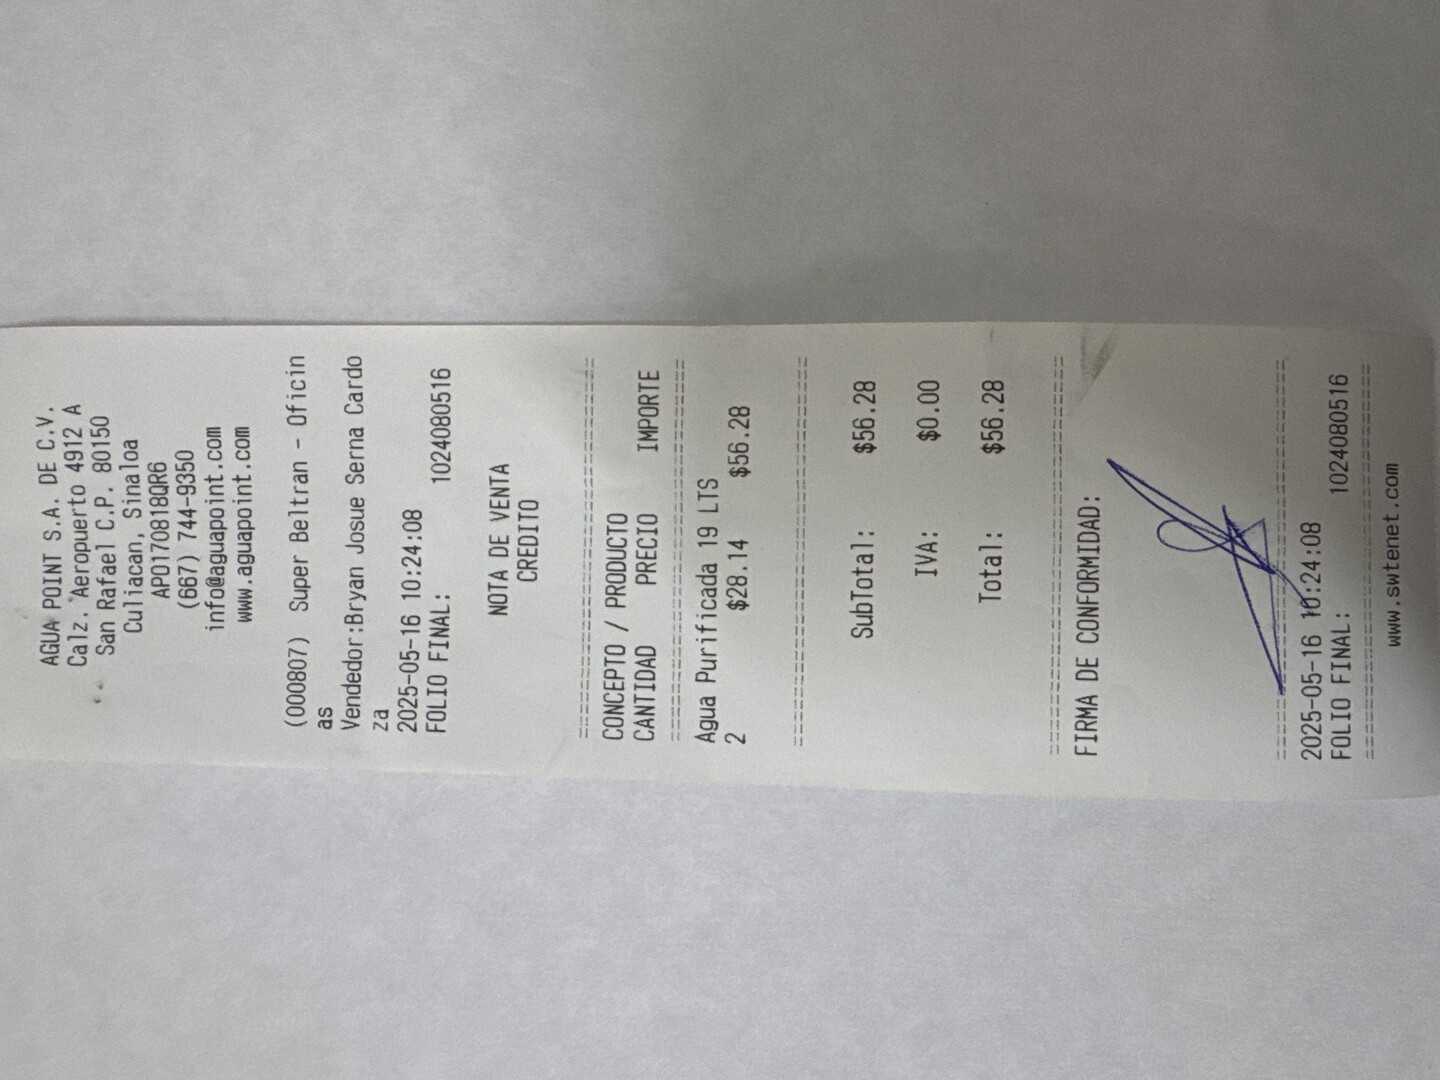 AGUA POINT S.A. DE C.V.
Calz. Aeropuerto 4912 A
San Rafael C.P. 80150
Culiacan, Sinaloa
APO170818QR6
(667) 744-9350
info@aguapoint.com
www.aguapoint.com
(000807) Super Beltran - Oficin
as
Vendedor:Bryan Josue Serna Cardo
za
2025-05-16 10:24:08
FOLIO FINAL: 1024080516
NOTA DE VENTA
CREDITO
================================
CONCEPTO / PRODUCTO
CANTIDAD PRECIO IMPORTE
================================
Agua Purificada 19 LTS
2 $28.14 $56.28
================================
SubTotal: $56.28
IVA: $0.00
Total: $56.28
================================
FIRMA DE CONFORMIDAD:
================================
2025-05-16 10:24:08
FOLIO FINAL: 1024080516
================================
www.swtenet.com